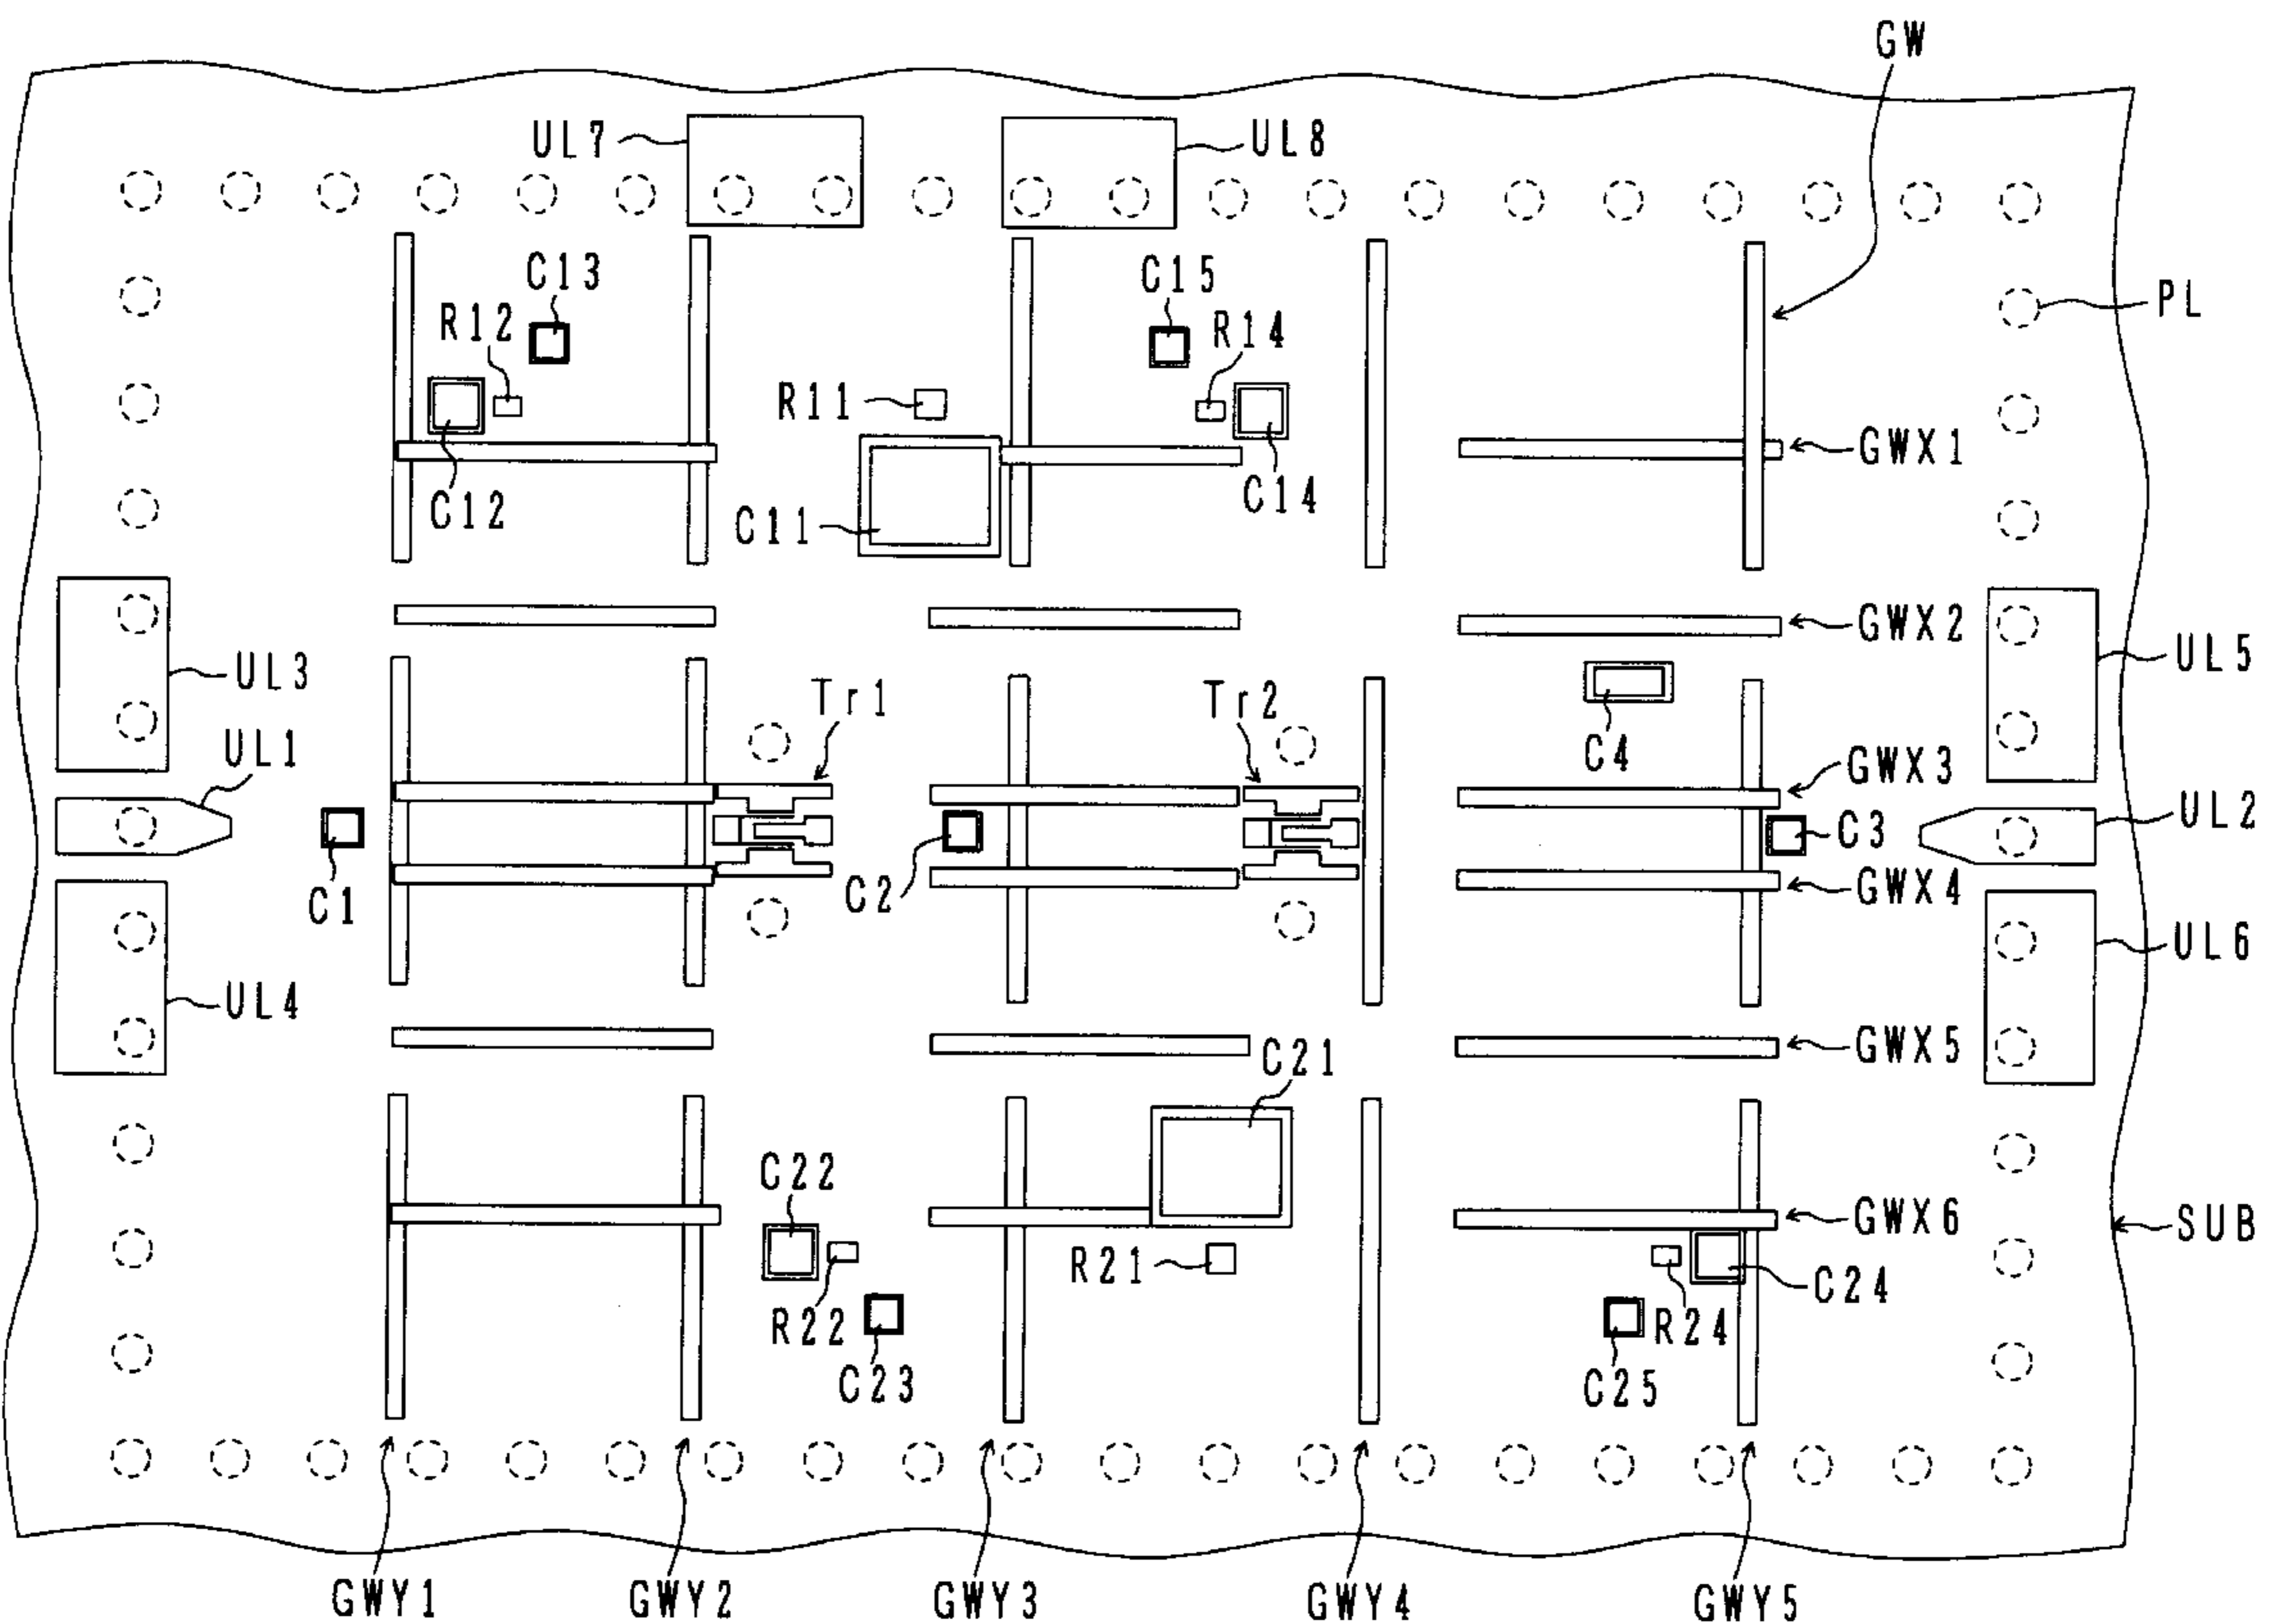 GW
UL7
UL8
C13
C15
R12
R14
PL
R11
GWX1
C12
C14
C11
GWX2
UL3
UL5
Tr1
Tr2
UL1
C4
GWX3
UL2
C3
C1
C2
GWX4
UL6
UL4
GWX5
C21
C22
GWX6
SUB
R21
C24
R22
R24
C23
C25
GWY1
GWY2
GWY3
GWY4
GWY5